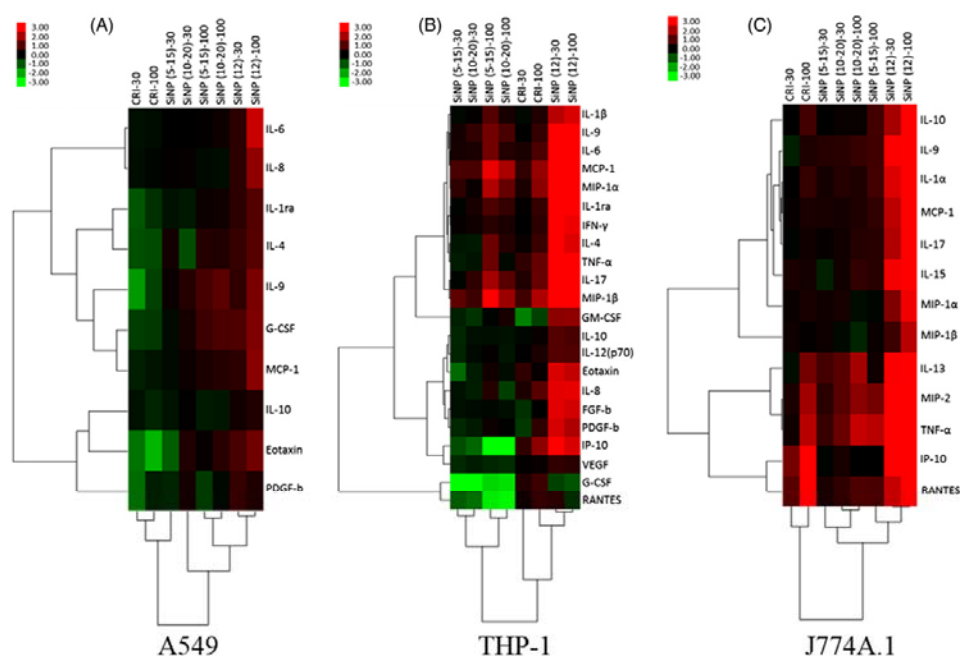 (A)
3.00
2.00
1.00
0.00
-1.00
-2.00
-3.00
CRI-30
CRI-100
SiNP (5-15)-30
SiNP (10-20)-30
SiNP (5-15)-100
SiNP (10-20)-100
SiNP (12)-30
SiNP (12)-100
IL-6
IL-8
IL-1ra
IL-4
IL-9
G-CSF
MCP-1
IL-10
Eotaxin
PDGF-b
A549
(B)
3.00
2.00
1.00
0.00
-1.00
-2.00
-3.00
SiNP (5-15)-30
SiNP (10-20)-30
SiNP (5-15)-100
SiNP (10-20)-100
CRI-30
CRI-100
SiNP (12)-30
SiNP (12)-100
IL-1β
IL-9
IL-6
MCP-1
MIP-1α
IL-1ra
IFN-γ
IL-4
TNF-α
IL-17
MIP-1β
GM-CSF
IL-10
IL-12(p70)
Eotaxin
IL-8
FGF-b
PDGF-b
IP-10
VEGF
G-CSF
RANTES
THP-1
(C)
3.00
2.00
1.00
0.00
-1.00
-2.00
-3.00
CRI-30
CRI-100
SiNP (5-15)-30
SiNP (10-20)-30
SiNP (10-20)-100
SiNP (5-15)-100
SiNP (12)-30
SiNP (12)-100
IL-10
IL-9
IL-1α
MCP-1
IL-17
IL-15
MIP-1α
MIP-1β
IL-13
MIP-2
TNF-α
IP-10
RANTES
J774A.1